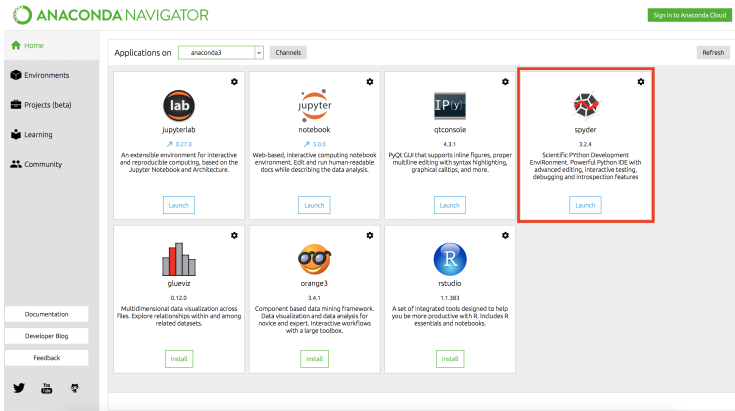 ANACONDA NAVIGATOR
Sign in to Anaconda Cloud
Home
Environments
Projects (beta)
Learning
Community
Documentation
Developer Blog
Feedback
You
Tube
Applications on
anaconda3
Channels
Refresh
lab
jupyterlab
0.27.0
An extensible environment for interactive
and reproducible computing, based on the
Jupyter Notebook and Architecture.
Launch
jupyter
notebook
5.0.0
Web-based, interactive computing notebook
environment. Edit and run human-readable
docs while describing the data analysis.
Launch
IP[y]:
qtconsole
4.3.1
PyQt GUI that supports inline figures, proper
multiline editing with syntax highlighting,
graphical calltips, and more.
Launch
spyder
3.2.4
Scientific PYthon Development
EnviRonment. Powerful Python IDE with
advanced editing, interactive testing,
debugging and introspection features
Launch
glueviz
0.12.0
Multidimensional data visualization across
files. Explore relationships within and among
related datasets.
Install
orange3
3.4.1
Component based data mining framework.
Data visualization and data analysis for
novice and expert. Interactive workflows
with a large toolbox.
Install
R
rstudio
1.1.383
A set of integrated tools designed to help
you be more productive with R. Includes R
essentials and notebooks.
Install